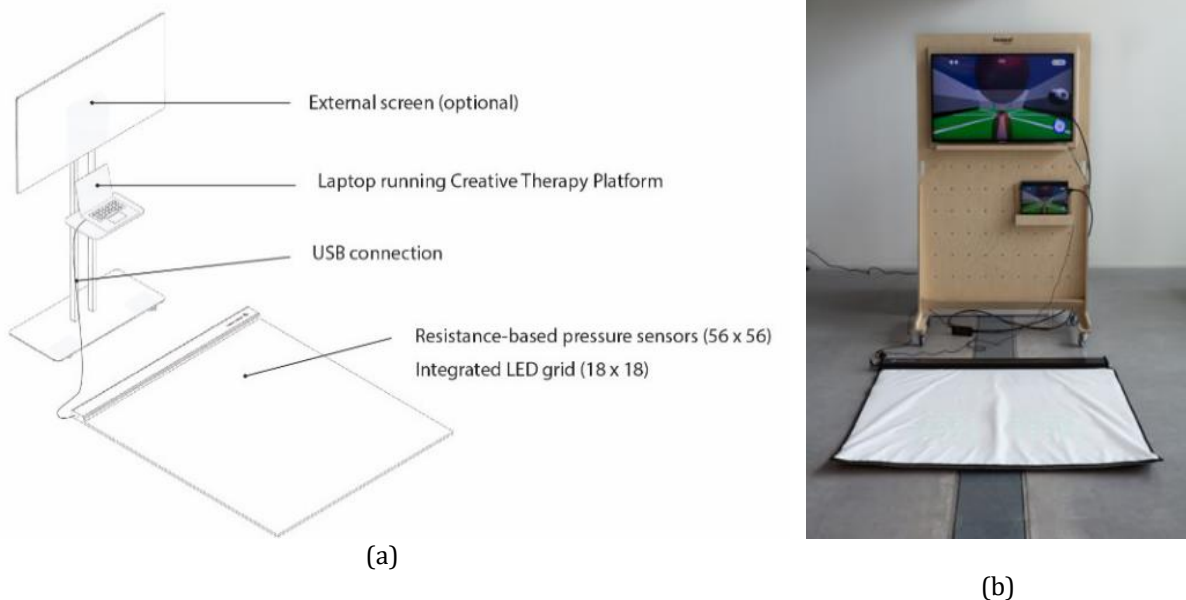 External screen (optional)
Laptop running Creative Therapy Platform
USB connection
Resistance-based pressure sensors (56 x 56)
Integrated LED grid (18 x 18)
(a)
(b)